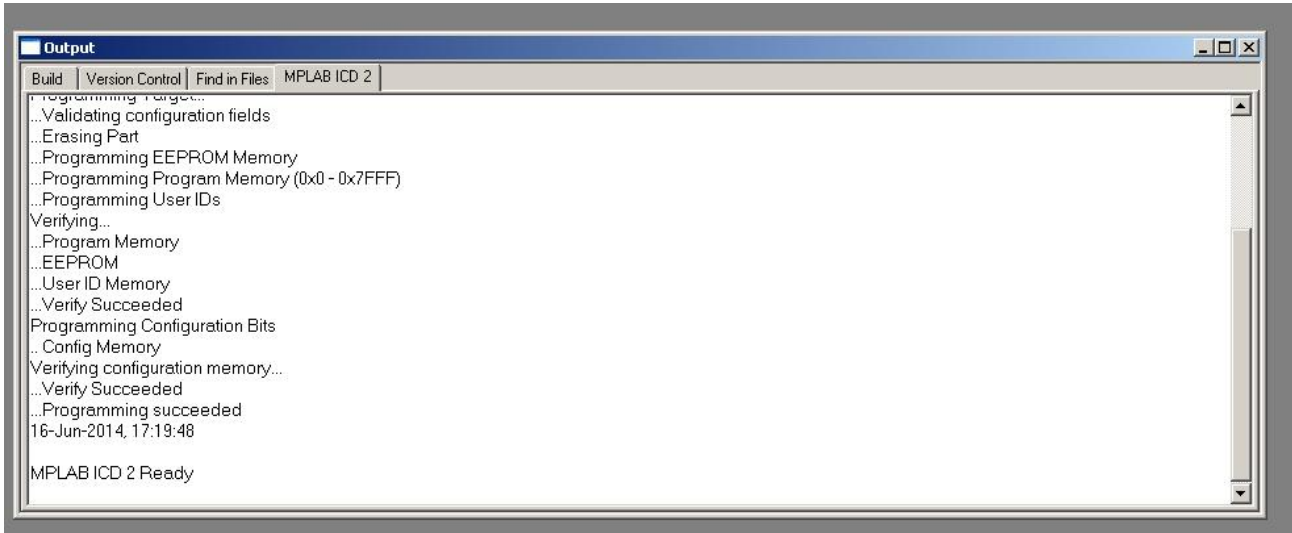 Output
Build Version Control Find in Files MPLAB ICD 2
Programming Target...
...Validating configuration fields
...Erasing Part
...Programming EEPROM Memory
...Programming Program Memory (0x0 - 0x7FFF)
...Programming User IDs
Verifying...
...Program Memory
...EEPROM
...User ID Memory
...Verify Succeeded
Programming Configuration Bits
.. Config Memory
Verifying configuration memory...
...Verify Succeeded
...Programming succeeded
16-Jun-2014, 17:19:48
MPLAB ICD 2 Ready